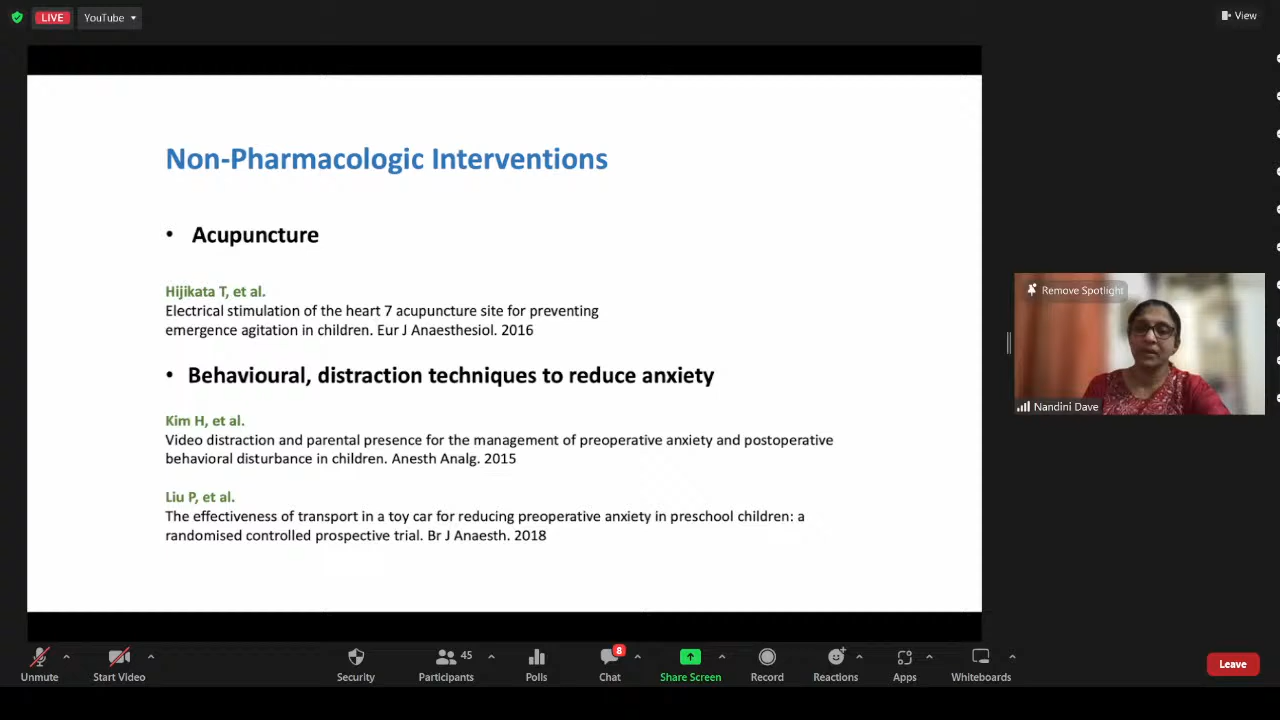 LIVE
YouTube
View
Non-Pharmacologic Interventions
• Acupuncture
Hijikata T, et al.
Electrical stimulation of the heart 7 acupuncture site for preventing
emergence agitation in children. Eur J Anaesthesiol. 2016
• Behavioural, distraction techniques to reduce anxiety
Kim H, et al.
Video distraction and parental presence for the management of preoperative anxiety and postoperative
behavioral disturbance in children. Anesth Analg. 2015
Liu P, et al.
The effectiveness of transport in a toy car for reducing preoperative anxiety in preschool children: a
randomised controlled prospective trial. Br J Anaesth. 2018
Remove Spotlight
Nandini Dave
45
8
Unmute
Start Video
Security
Participants
Polls
Chat
Share Screen
Record
Reactions
Apps
Whiteboards
Leave